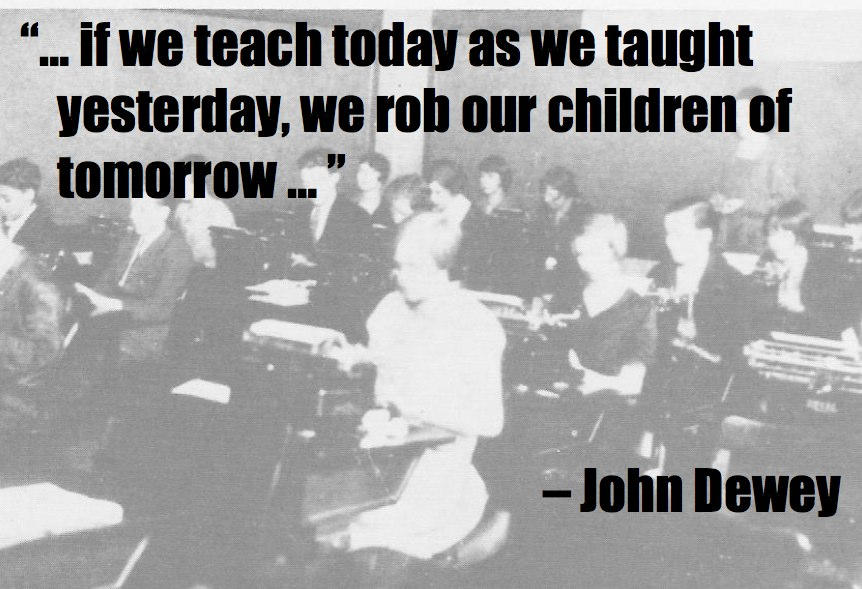 “... if we teach today as we taught
yesterday, we rob our children of
tomorrow ... ”
– John Dewey